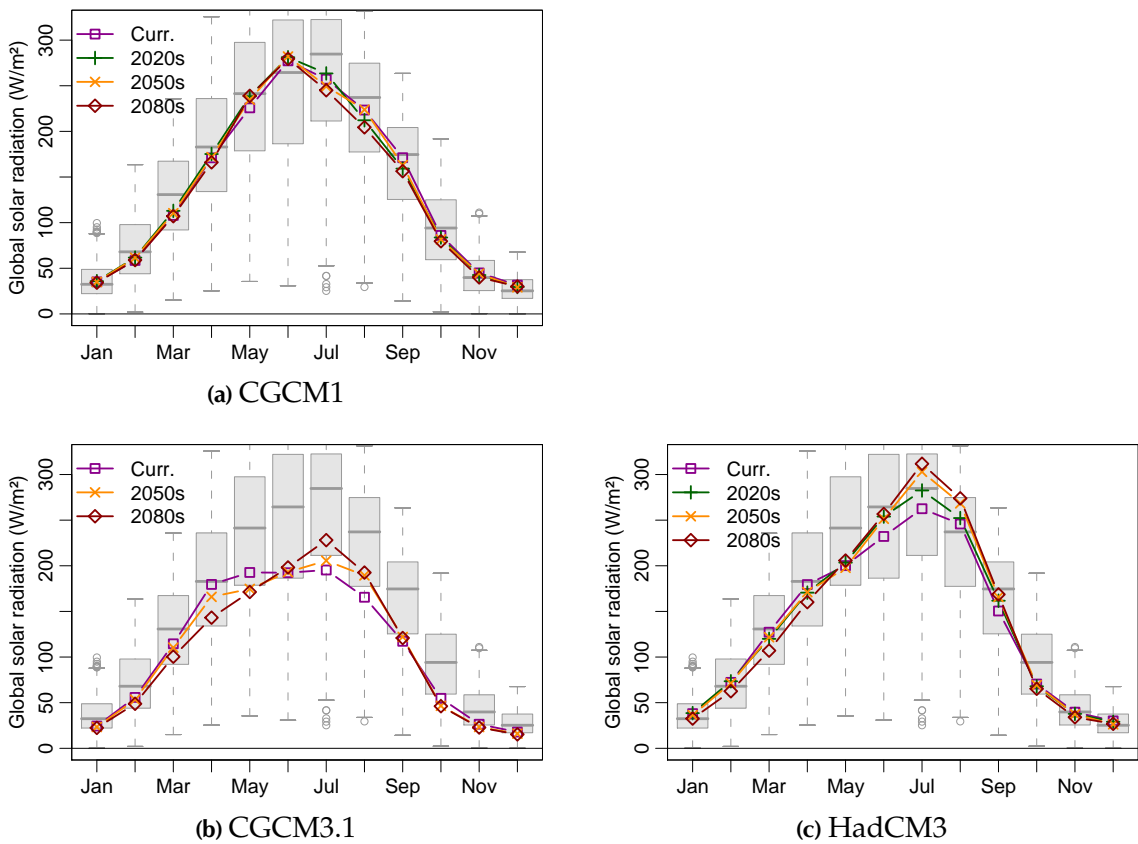 Global solar radiation (W/m²)
300
200
100
50
0
Curr.
2020s
2050s
2080s
Jan Mar May Jul Sep Nov
(a) CGCM1
Global solar radiation (W/m²)
300
200
100
50
0
Curr.
2050s
2080s
Jan Mar May Jul Sep Nov
(b) CGCM3.1
Global solar radiation (W/m²)
300
200
100
50
0
Curr.
2020s
2050s
2080s
Jan Mar May Jul Sep Nov
(c) HadCM3